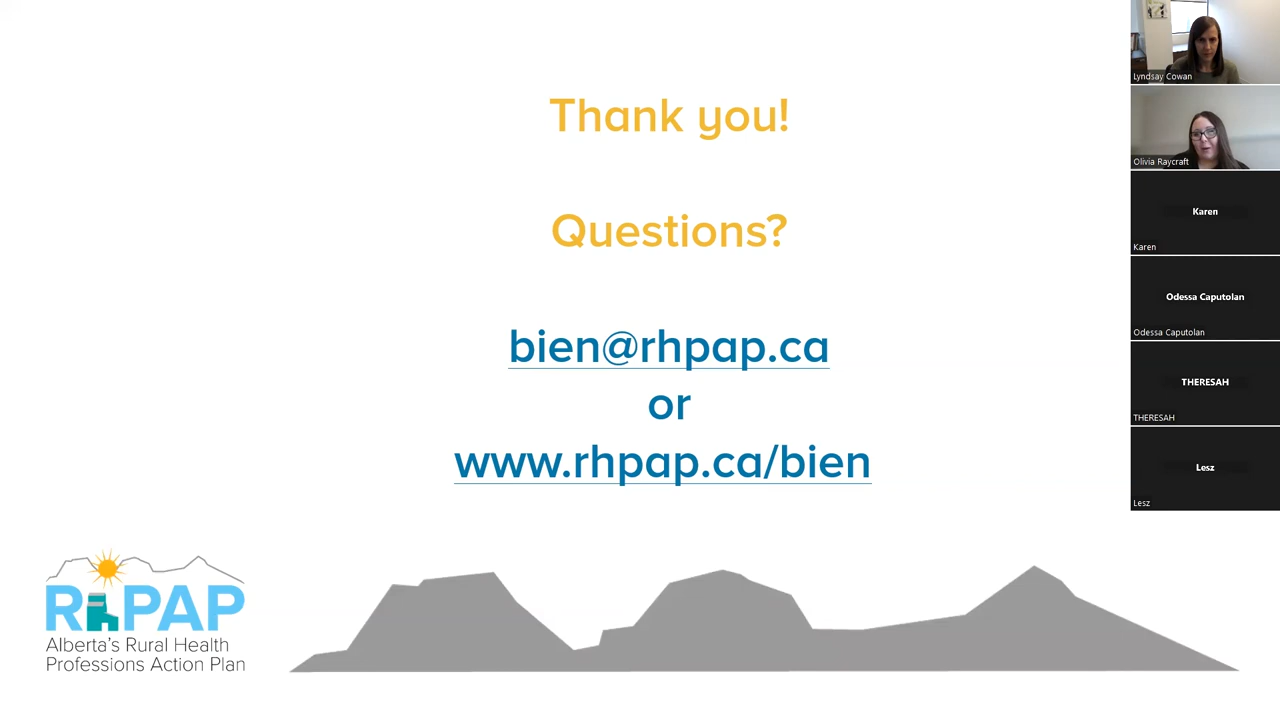 Thank you!
Questions?
bien@rhpap.ca
or
www.rhpap.ca/bien
RhPAP
Alberta's Rural Health
Professions Action Plan
Lyndsay Cowan
Olivia Raycraft
Karen
Karen
Odessa Caputolan
Odessa Caputolan
THERESAH
THERESAH
Lesz
Lesz